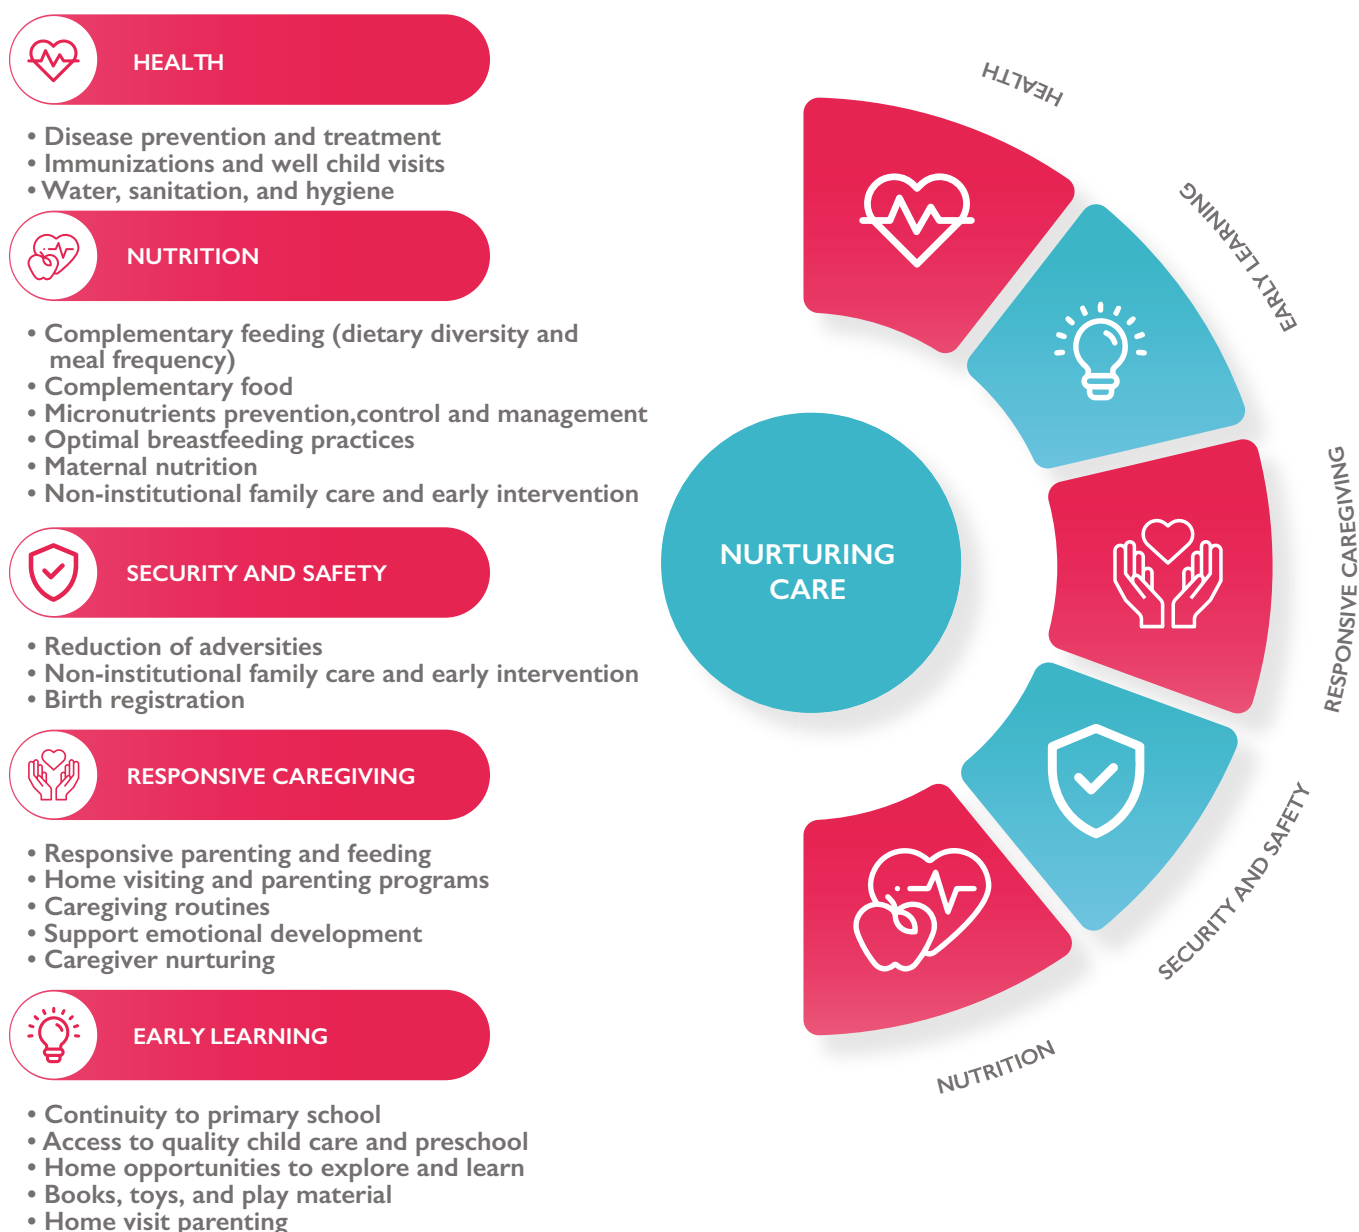 HEALTH
• Disease prevention and treatment
• Immunizations and well child visits
• Water, sanitation, and hygiene
NUTRITION
• Complementary feeding (dietary diversity and
meal frequency)
• Complementary food
• Micronutrients prevention,control and management
• Optimal breastfeeding practices
• Maternal nutrition
• Non-institutional family care and early intervention
SECURITY AND SAFETY
• Reduction of adversities
• Non-institutional family care and early intervention
• Birth registration
RESPONSIVE CAREGIVING
• Responsive parenting and feeding
• Home visiting and parenting programs
• Caregiving routines
• Support emotional development
• Caregiver nurturing
EARLY LEARNING
• Continuity to primary school
• Access to quality child care and preschool
• Home opportunities to explore and learn
• Books, toys, and play material
• Home visit parenting
NURTURING
CARE
HEALTH
EARLY LEARNING
RESPONSIVE CAREGIVING
SECURITY AND SAFETY
NUTRITION